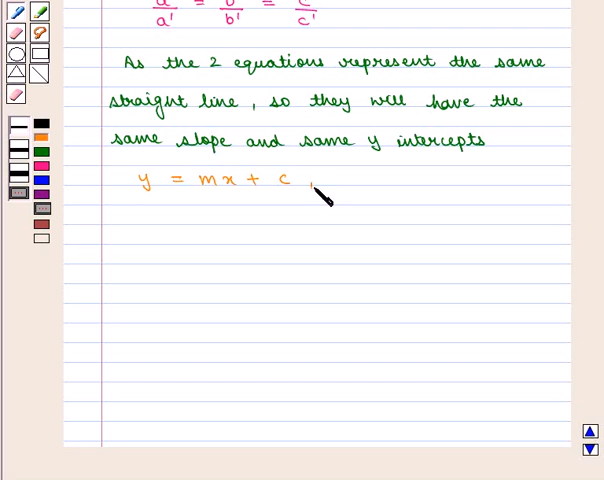 a/a' = b/b' = c/c'
As the 2 equations represent the same
straight line, so they will have the
same slope and same y intercepts
y = mx + c ,